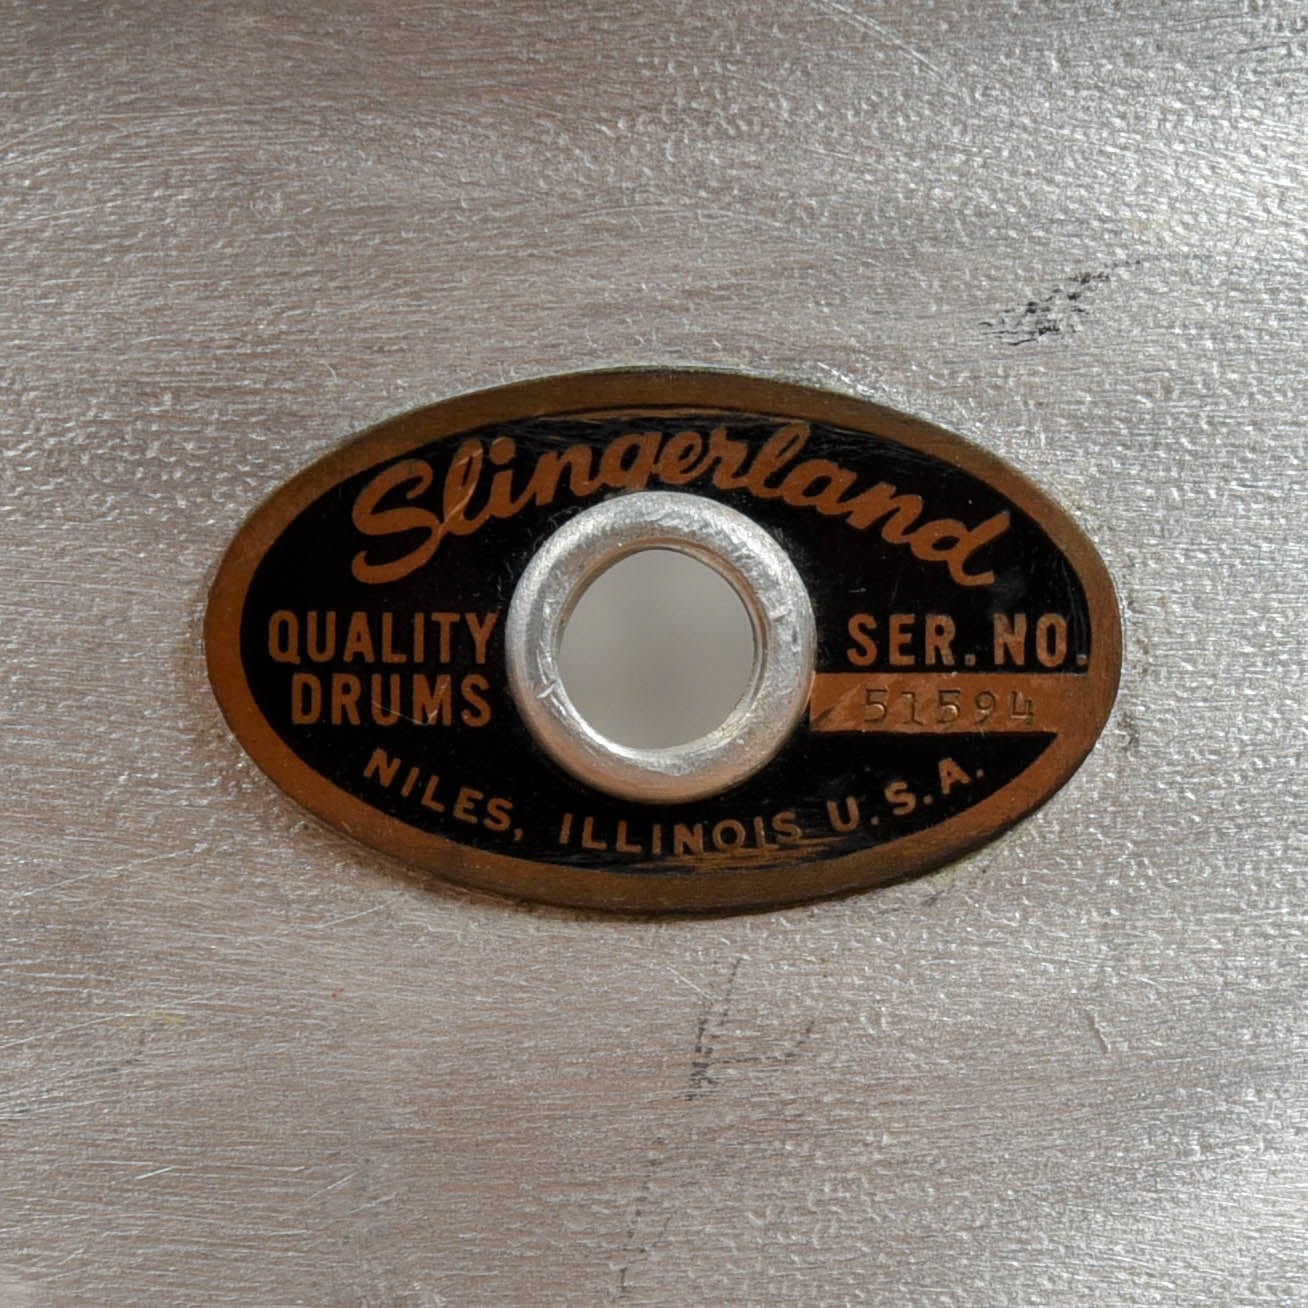 Slingerland
QUALITY
DRUMS
SER. NO.
51594
NILES, ILLINOIS U.S.A.